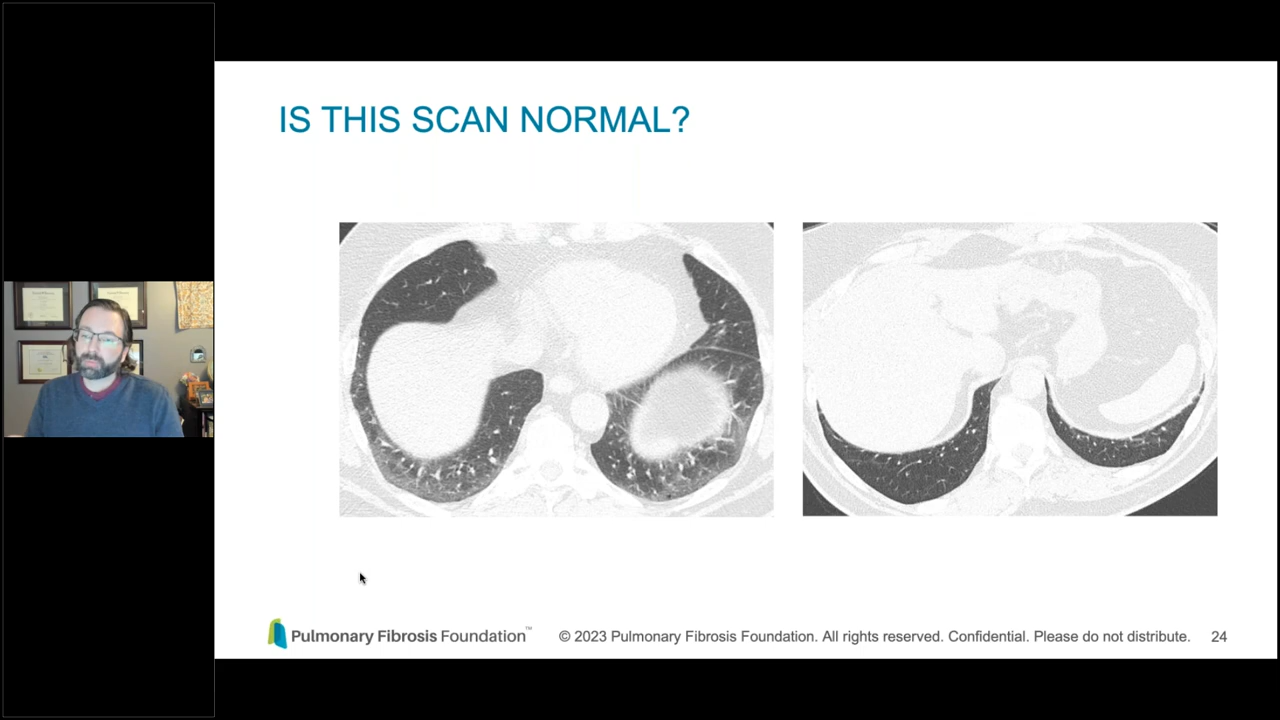 IS THIS SCAN NORMAL?
Pulmonary Fibrosis Foundation™ © 2023 Pulmonary Fibrosis Foundation. All rights reserved. Confidential. Please do not distribute. 24